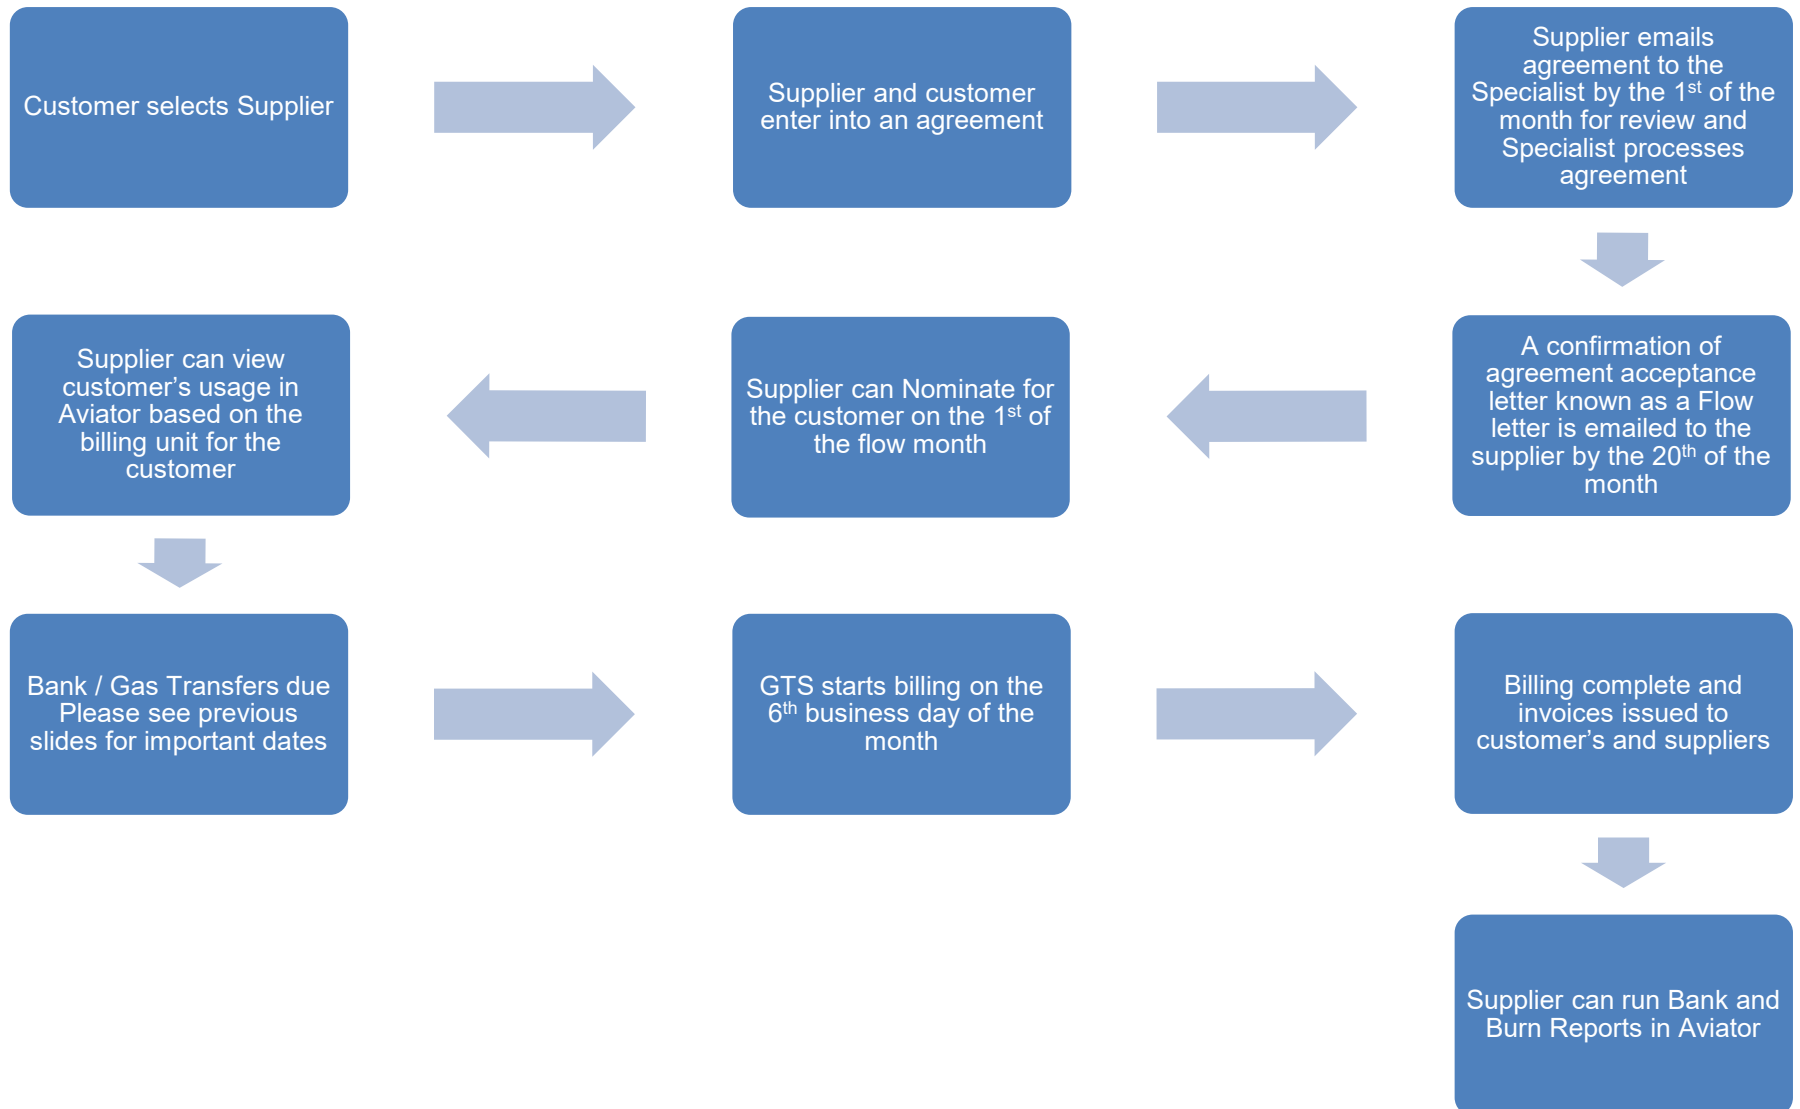 Customer selects Supplier
Supplier and customer
enter into an agreement
Supplier emails
agreement to the
Specialist by the 1st of the
month for review and
Specialist processes
agreement
A confirmation of
agreement acceptance
letter known as a Flow
letter is emailed to the
supplier by the 20th of the
month
Supplier can Nominate for
the customer on the 1st of
the flow month
Supplier can view
customer’s usage in
Aviator based on the
billing unit for the
customer
Bank / Gas Transfers due
Please see previous
slides for important dates
GTS starts billing on the
6th business day of the
month
Billing complete and
invoices issued to
customer’s and suppliers
Supplier can run Bank and
Burn Reports in Aviator